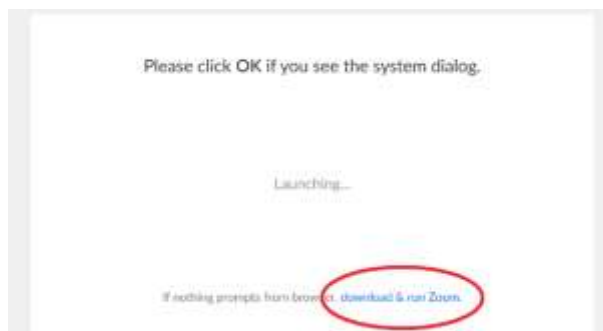 Please click OK if you see the system dialog.
Launching...
If nothing prompts from browser, download & run Zoom.